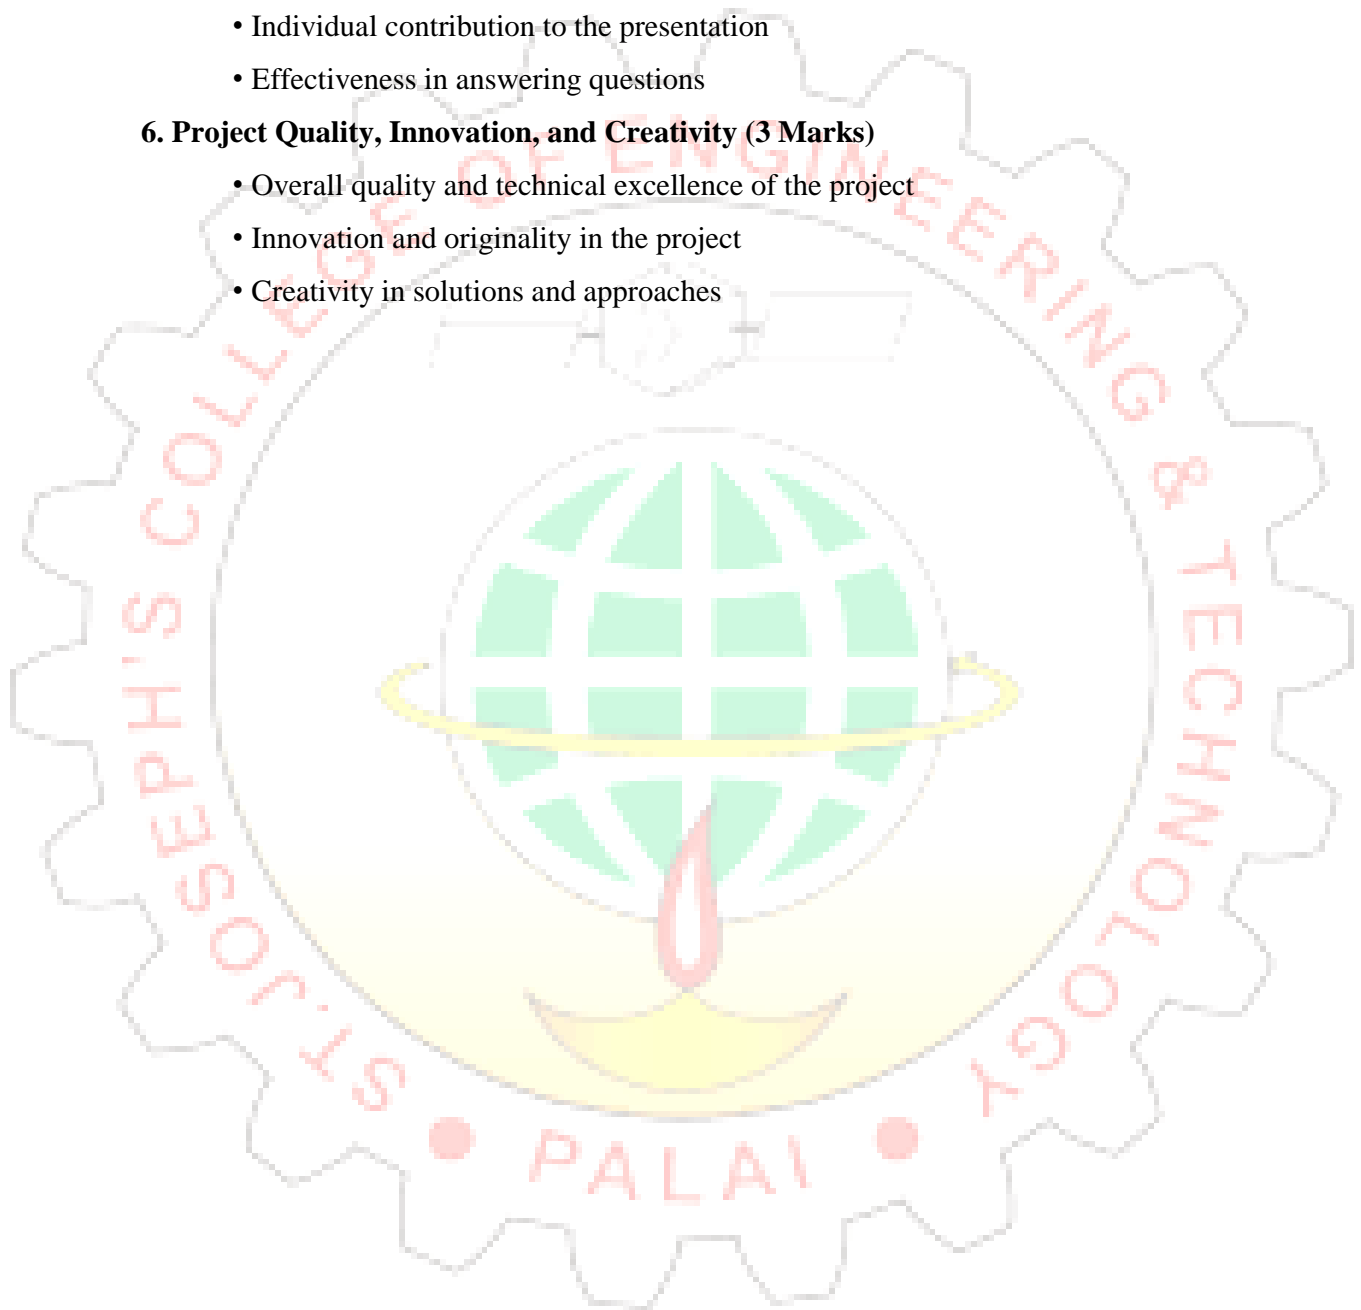 • Individual contribution to the presentation
• Effectiveness in answering questions
6. Project Quality, Innovation, and Creativity (3 Marks)
• Overall quality and technical excellence of the project
• Innovation and originality in the project
• Creativity in solutions and approaches
ST.JOSEPH'S COLLEGE OF ENGINEERING & TECHNOLOGY
• PALAI •